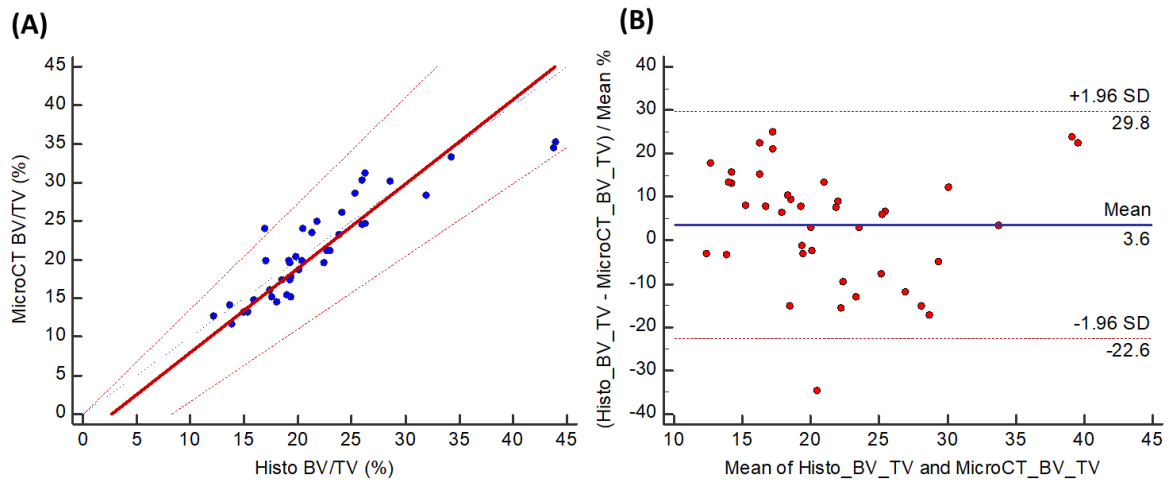 (A)
MicroCT BV/TV (%)
45
40
35
30
25
20
15
10
5
0
0 5 10 15 20 25 30 35 40 45
Histo BV/TV (%)
(B)
(Histo_BV_TV - MicroCT_BV_TV) / Mean %
40
30
20
10
0
-10
-20
-30
-40
+1.96 SD
29.8
Mean
3.6
-1.96 SD
-22.6
10 15 20 25 30 35 40 45
Mean of Histo_BV_TV and MicroCT_BV_TV